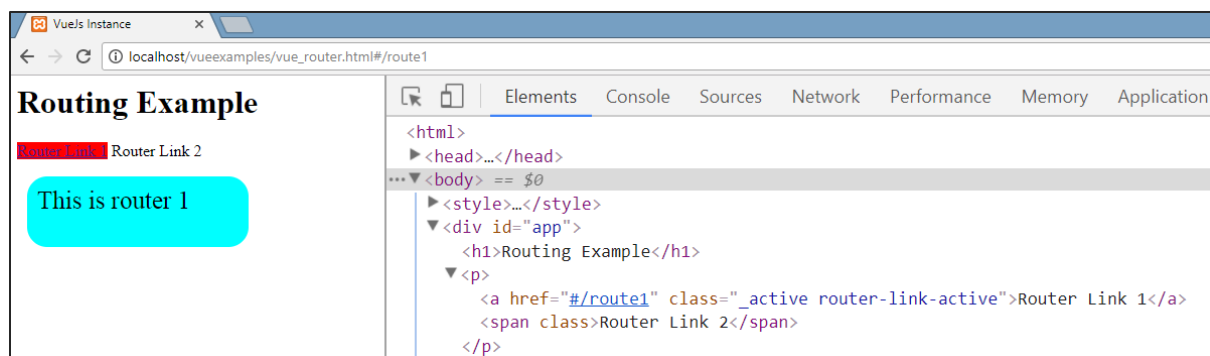 VueJs Instance
localhost/vueexamples/vue_router.html#/route1
Routing Example
Router Link 1 Router Link 2
This is router 1
Elements Console Sources Network Performance Memory Application
<html>
<head>…</head>
<body> == $0
<style>…</style>
<div id="app">
<h1>Routing Example</h1>
<p>
<a href="#/route1" class="_active router-link-active">Router Link 1</a>
<span class>Router Link 2</span>
</p>